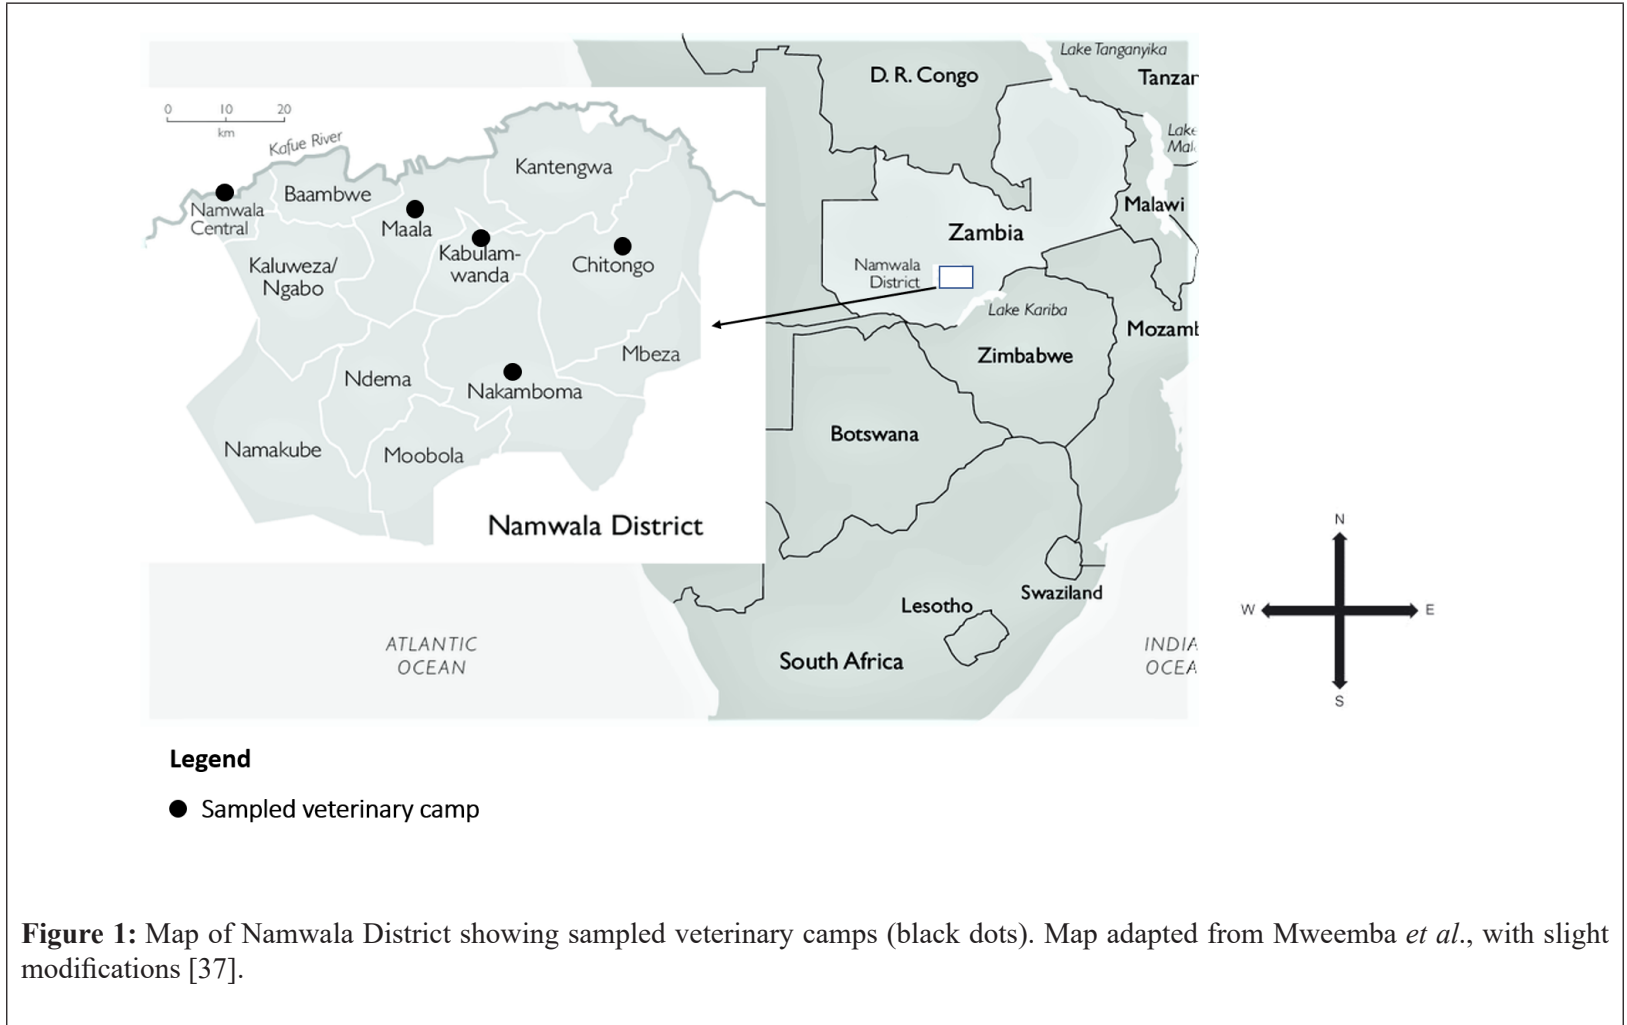 0 10 20
km
Kafue River
Kantengwa
Baambwe
Namwala
Central
Maala
Kabulam-
wanda
Chitongo
Kaluweza/
Ngabo
Mbeza
Ndema
Nakamboma
Namakube
Moobola
Namwala District
Lake Tanganyika
D. R. Congo
Tanzan
Lake
Mal
Malawi
Zambia
Namwala
District
Lake Kariba
Mozamb
Zimbabwe
Botswana
Swaziland
Lesotho
South Africa
ATLANTIC
OCEAN
INDIA
OCEA
N
W E
S
Legend
Sampled veterinary camp
Figure 1: Map of Namwala District showing sampled veterinary camps (black dots). Map adapted from Mweemba et al., with slight
modifications [37].